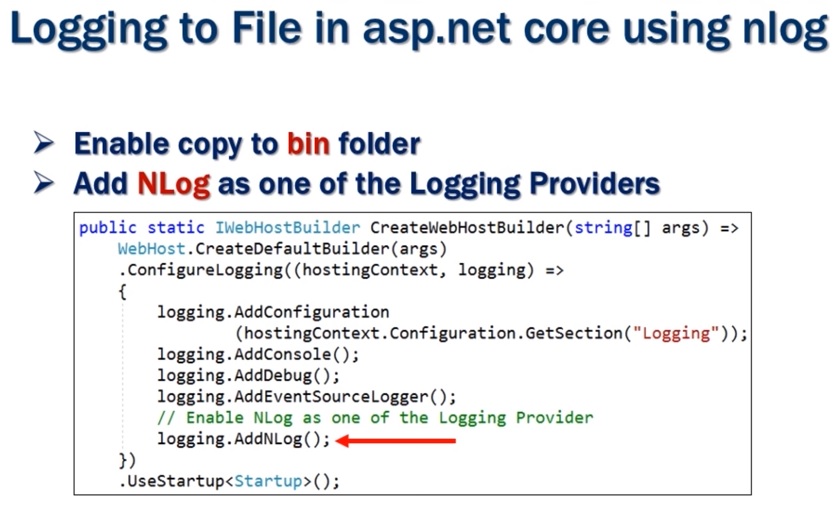 Logging to File in asp.net core using nlog
➢ Enable copy to bin folder
➢ Add NLog as one of the Logging Providers
public static IWebHostBuilder CreateWebHostBuilder(string[] args) =>
    WebHost.CreateDefaultBuilder(args)
    .ConfigureLogging((hostingContext, logging) =>
    {
        logging.AddConfiguration
                (hostingContext.Configuration.GetSection("Logging"));
        logging.AddConsole();
        logging.AddDebug();
        logging.AddEventSourceLogger();
        // Enable NLog as one of the Logging Provider
        logging.AddNLog();
    })
    .UseStartup<Startup>();